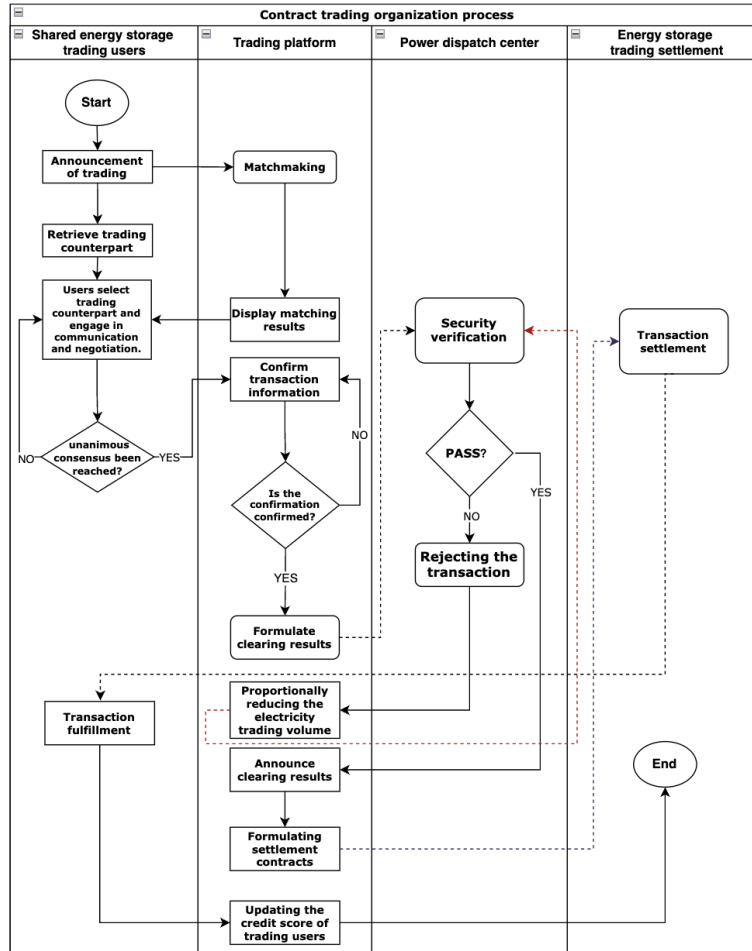 Contract trading organization process
Shared energy storage
trading users
Trading platform
Power dispatch center
Energy storage
trading settlement
Start
Announcement
of trading
Matchmaking
Retrieve trading
counterpart
Users select
trading
counterpart and
engage in
communication
and negotiation.
Display matching
results
Security
verification
Transaction
settlement
Confirm
transaction
information
NO
unanimous
consensus been
reached?
NO
YES
PASS?
YES
Is the
confirmation
confirmed?
NO
Rejecting the
transaction
YES
Formulate
clearing results
Proportionally
reducing the
electricity
trading volume
Transaction
fulfillment
Announce
clearing results
End
Formulating
settlement
contracts
Updating the
credit score of
trading users